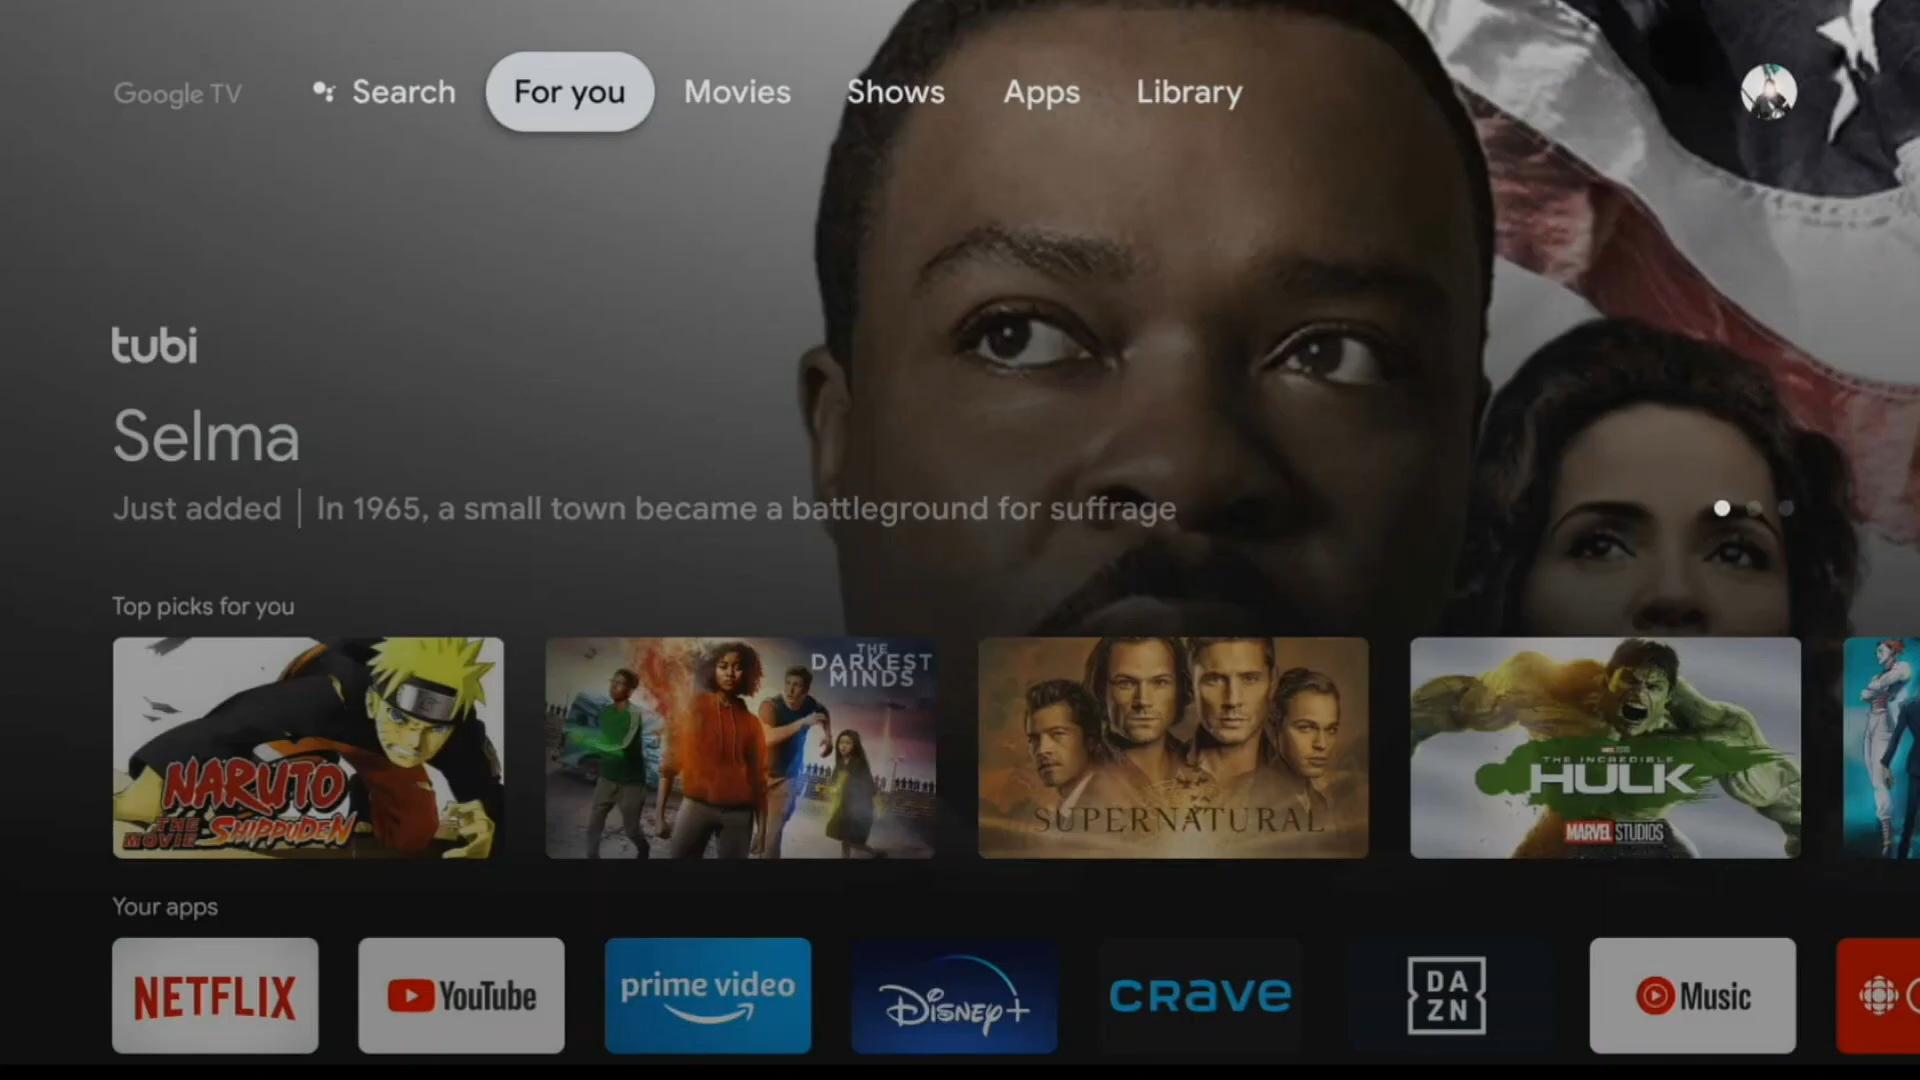 Google TV
Search
For you
Movies
Shows
Apps
Library
tubi
Selma
Just added | In 1965, a small town became a battleground for suffrage
Top picks for you
NARUTO
THE MOVIE SHIPPUDEN
THE
DARKEST
MINDS
SUPERNATURAL
THE INCREDIBLE
HULK
MARVEL STUDIOS
Your apps
NETFLIX
YouTube
prime video
Disney+
CRAVE
DA
ZN
Music